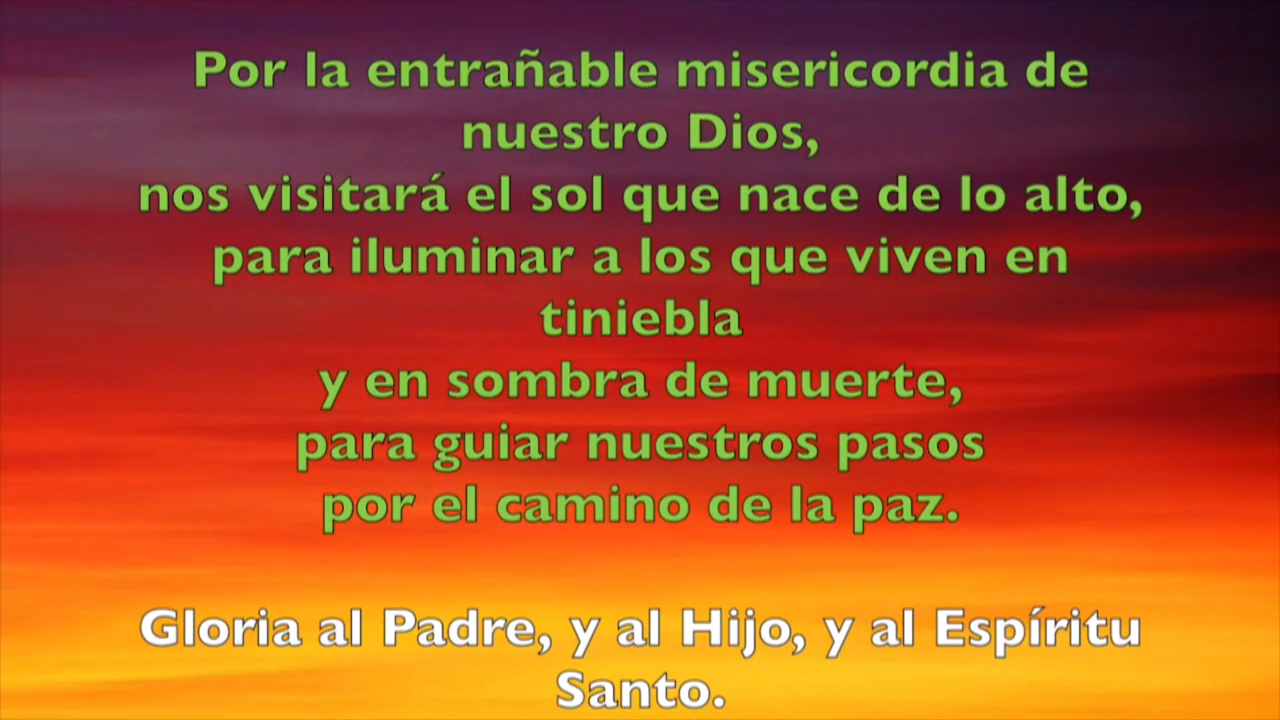 Por la entrañable misericordia de
nuestro Dios,
nos visitará el sol que nace de lo alto,
para iluminar a los que viven en
tiniebla
y en sombra de muerte,
para guiar nuestros pasos
por el camino de la paz.
Gloria al Padre, y al Hijo, y al Espíritu
Santo.